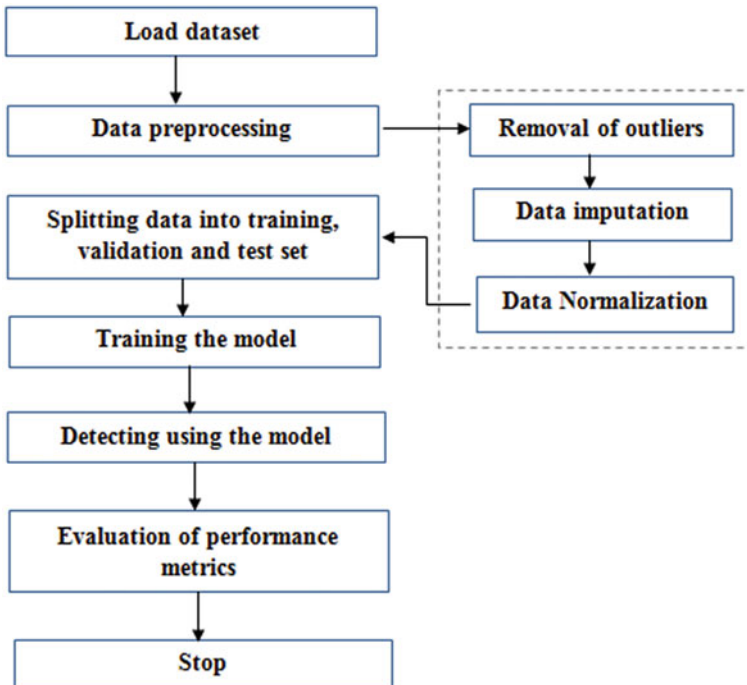 Load dataset
Data preprocessing
Removal of outliers
Data imputation
Data Normalization
Splitting data into training,
validation and test set
Training the model
Detecting using the model
Evaluation of performance
metrics
Stop